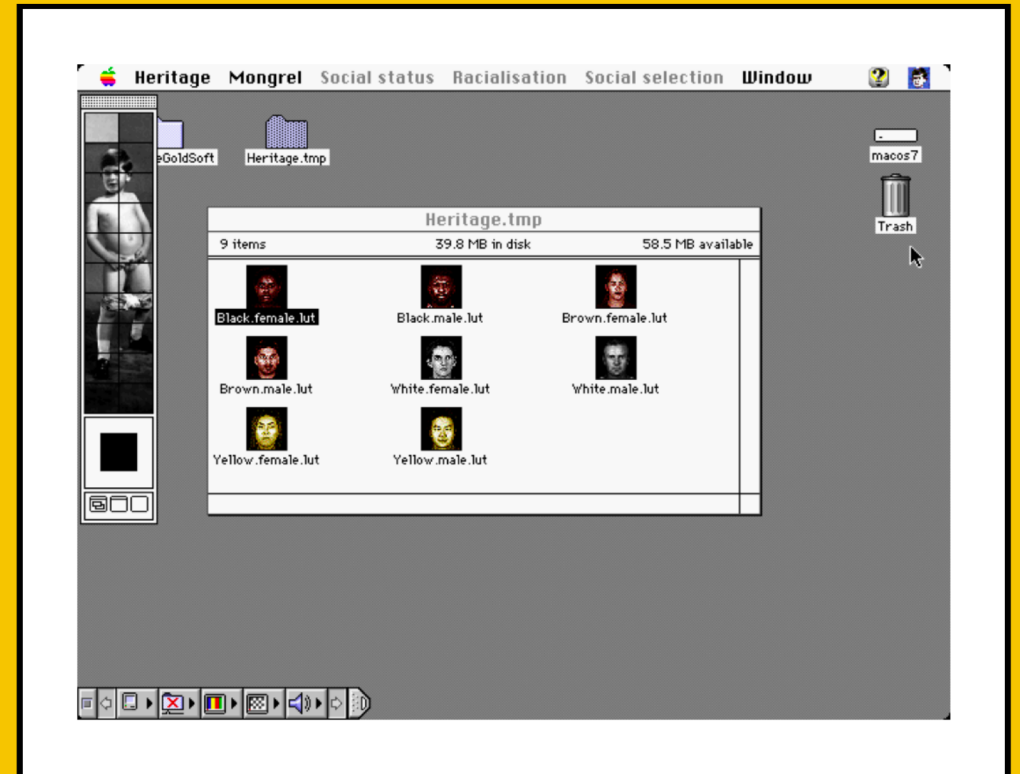 Heritage Mongrel Social status Racialisation Social selection Window
eGoldSoft Heritage.tmp
macos7
Trash
Heritage.tmp
9 items 39.8 MB in disk 58.5 MB available
Black.female.lut Black.male.lut Brown.female.lut
Brown.male.lut White.female.lut White.male.lut
Yellow.female.lut Yellow.male.lut